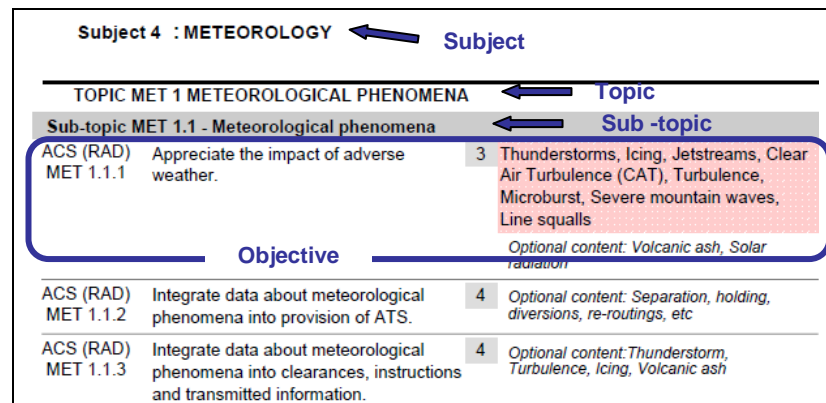 Subject 4 : METEOROLOGY
Subject
TOPIC MET 1 METEOROLOGICAL PHENOMENA
Topic
Sub-topic MET 1.1 - Meteorological phenomena
Sub -topic
ACS (RAD)
MET 1.1.1
Appreciate the impact of adverse
weather.
3
Thunderstorms, Icing, Jetstreams, Clear
Air Turbulence (CAT), Turbulence,
Microburst, Severe mountain waves,
Line squalls
Optional content: Volcanic ash, Solar
radiation
Objective
ACS (RAD)
MET 1.1.2
Integrate data about meteorological
phenomena into provision of ATS.
4
Optional content: Separation, holding,
diversions, re-routings, etc
ACS (RAD)
MET 1.1.3
Integrate data about meteorological
phenomena into clearances, instructions
and transmitted information.
4
Optional content:Thunderstorm,
Turbulence, Icing, Volcanic ash